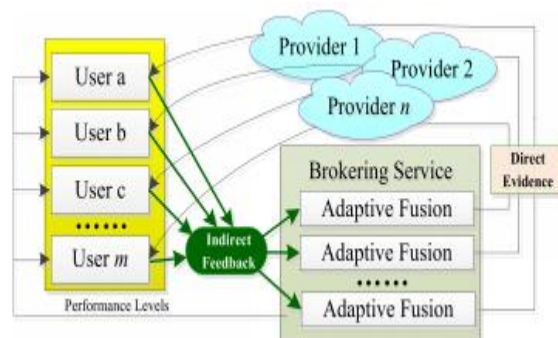 Provider 1
Provider 2
Provider n
User a
User b
User c
......
User m
Performance Levels
Indirect
Feedback
Brokering Service
Adaptive Fusion
Adaptive Fusion
......
Adaptive Fusion
Direct
Evidence